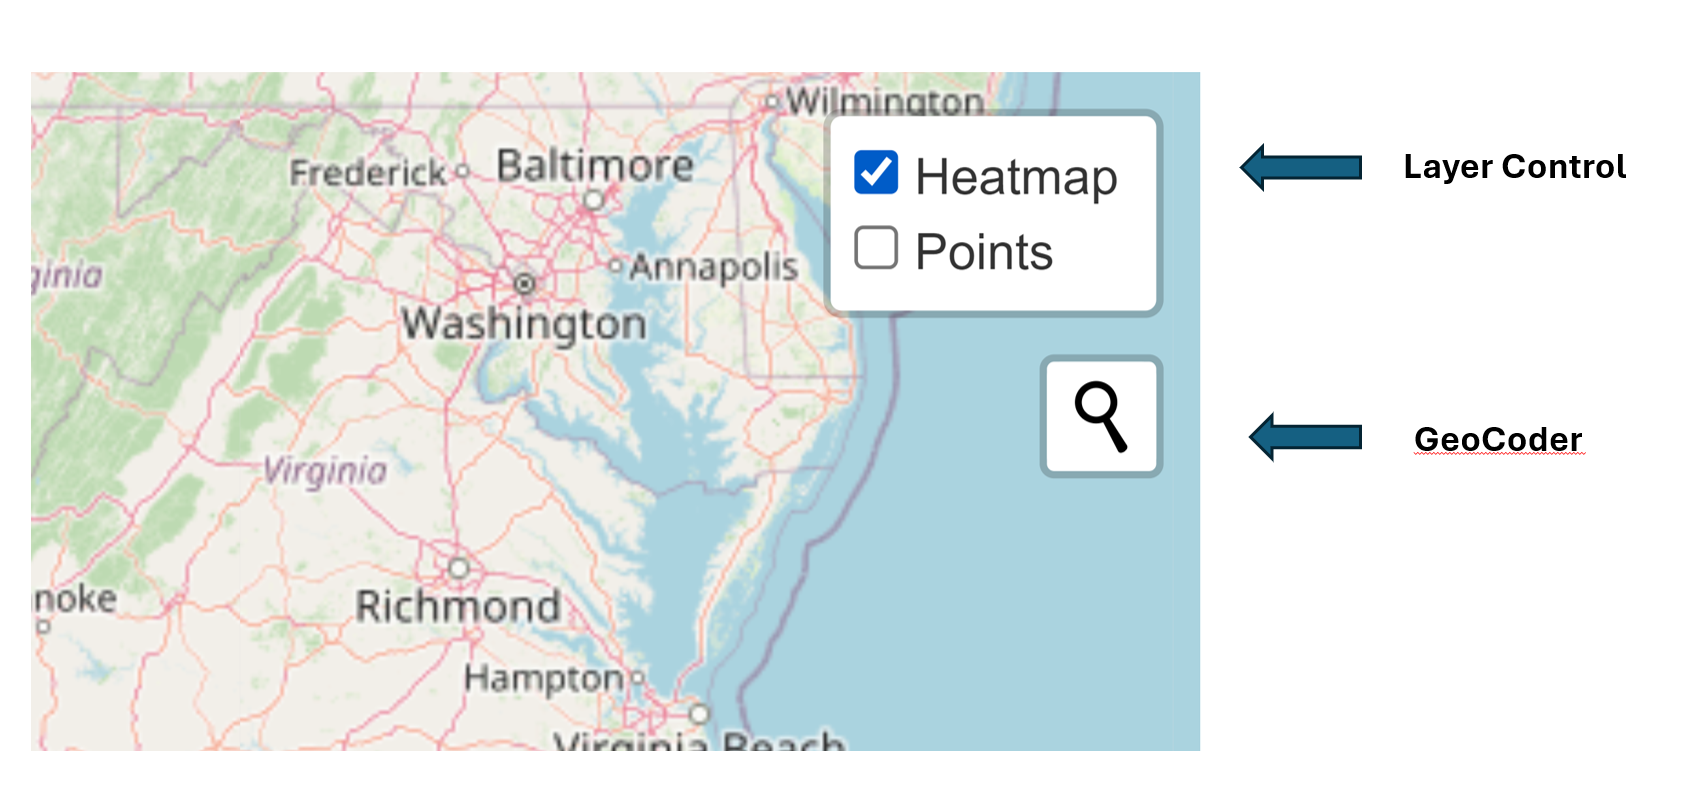 Wilmington
Frederick
Baltimore
Heatmap
Layer Control
Points
Annapolis
ginia
Washington
GeoCoder
Virginia
noke
Richmond
Hampton
Virginia Beach